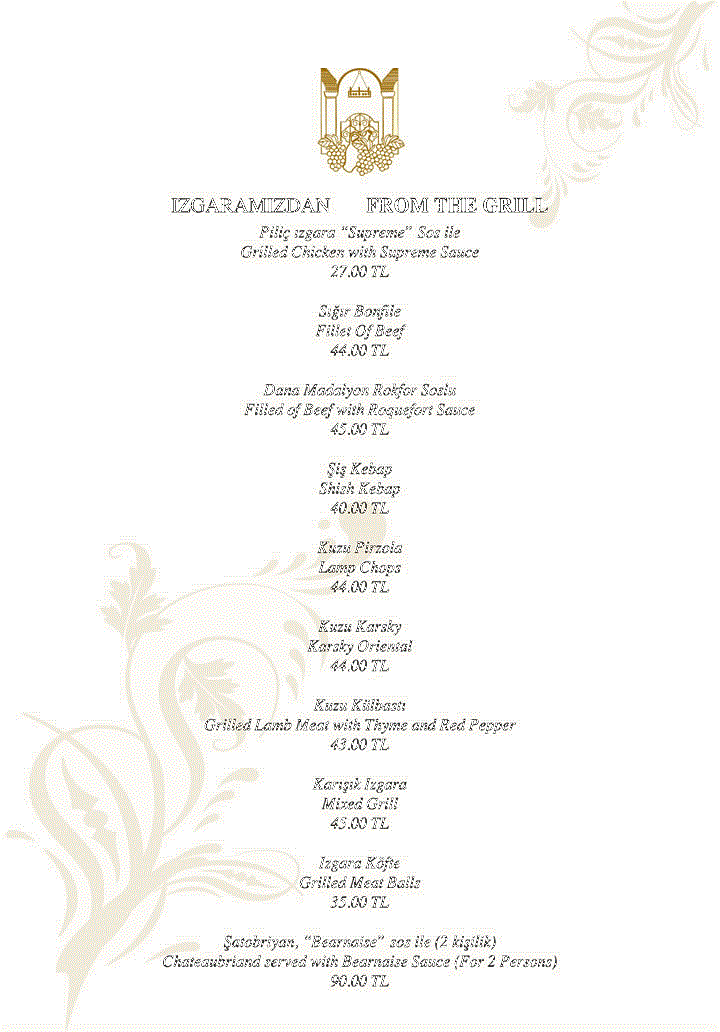 IZGARAMIZDAN FROM THE GRILL
Piliç ızgara “Supreme” Sos ile
Grilled Chicken with Supreme Sauce
27.00 TL
Sığır Bonfile
Fillet Of Beef
44.00 TL
Dana Madalyon Rokfor Soslu
Filled of Beef with Roquefort Sauce
45.00 TL
Şiş Kebap
Shish Kebap
40.00 TL
Kuzu Pirzola
Lamp Chops
44.00 TL
Kuzu Karsky
Karsky Oriental
44.00 TL
Kuzu Külbastı
Grilled Lamb Meat with Thyme and Red Pepper
43.00 TL
Karışık Izgara
Mixed Grill
45.00 TL
Izgara Köfte
Grilled Meat Balls
35.00 TL
Şatobriyan, “Bearnaise” sos ile (2 kişilik)
Chateaubriand served with Bearnaise Sauce (For 2 Persons)
90.00 TL